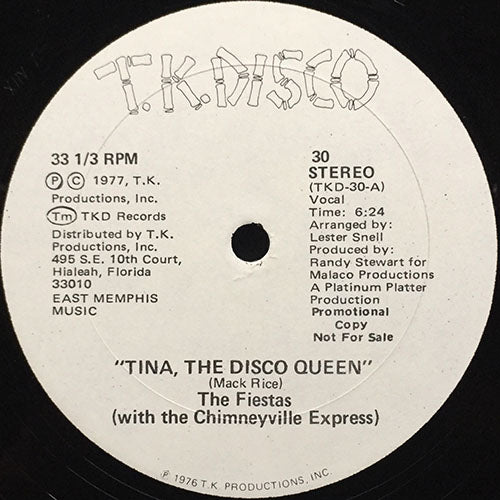 T.K. DISCO
33 1/3 RPM
Ⓟ Ⓒ 1977, T.K.
Productions, Inc.
Tm TKD Records
Distributed by T.K.
Productions, Inc.
495 S.E. 10th Court,
Hialeah, Florida
33010
EAST MEMPHIS
MUSIC
30
STEREO
(TKD-30-A)
Vocal
Time: 6:24
Arranged by:
Lester Snell
Produced by:
Randy Stewart for
Malaco Productions
A Platinum Platter
Production
Promotional
Copy
Not For Sale
"TINA, THE DISCO QUEEN"
(Mack Rice)
The Fiestas
(with the Chimneyville Express)
Ⓟ 1976 T.K. PRODUCTIONS, INC.